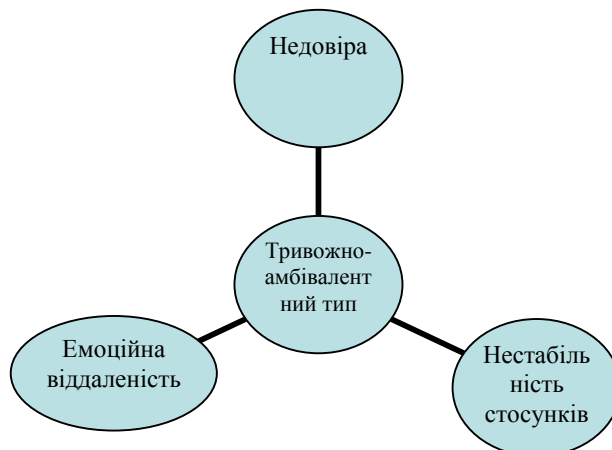 Недовіра
Тривожно-
амбівалент
ний тип
Емоційна
віддаленість
Нестабіль
ність
стосунків